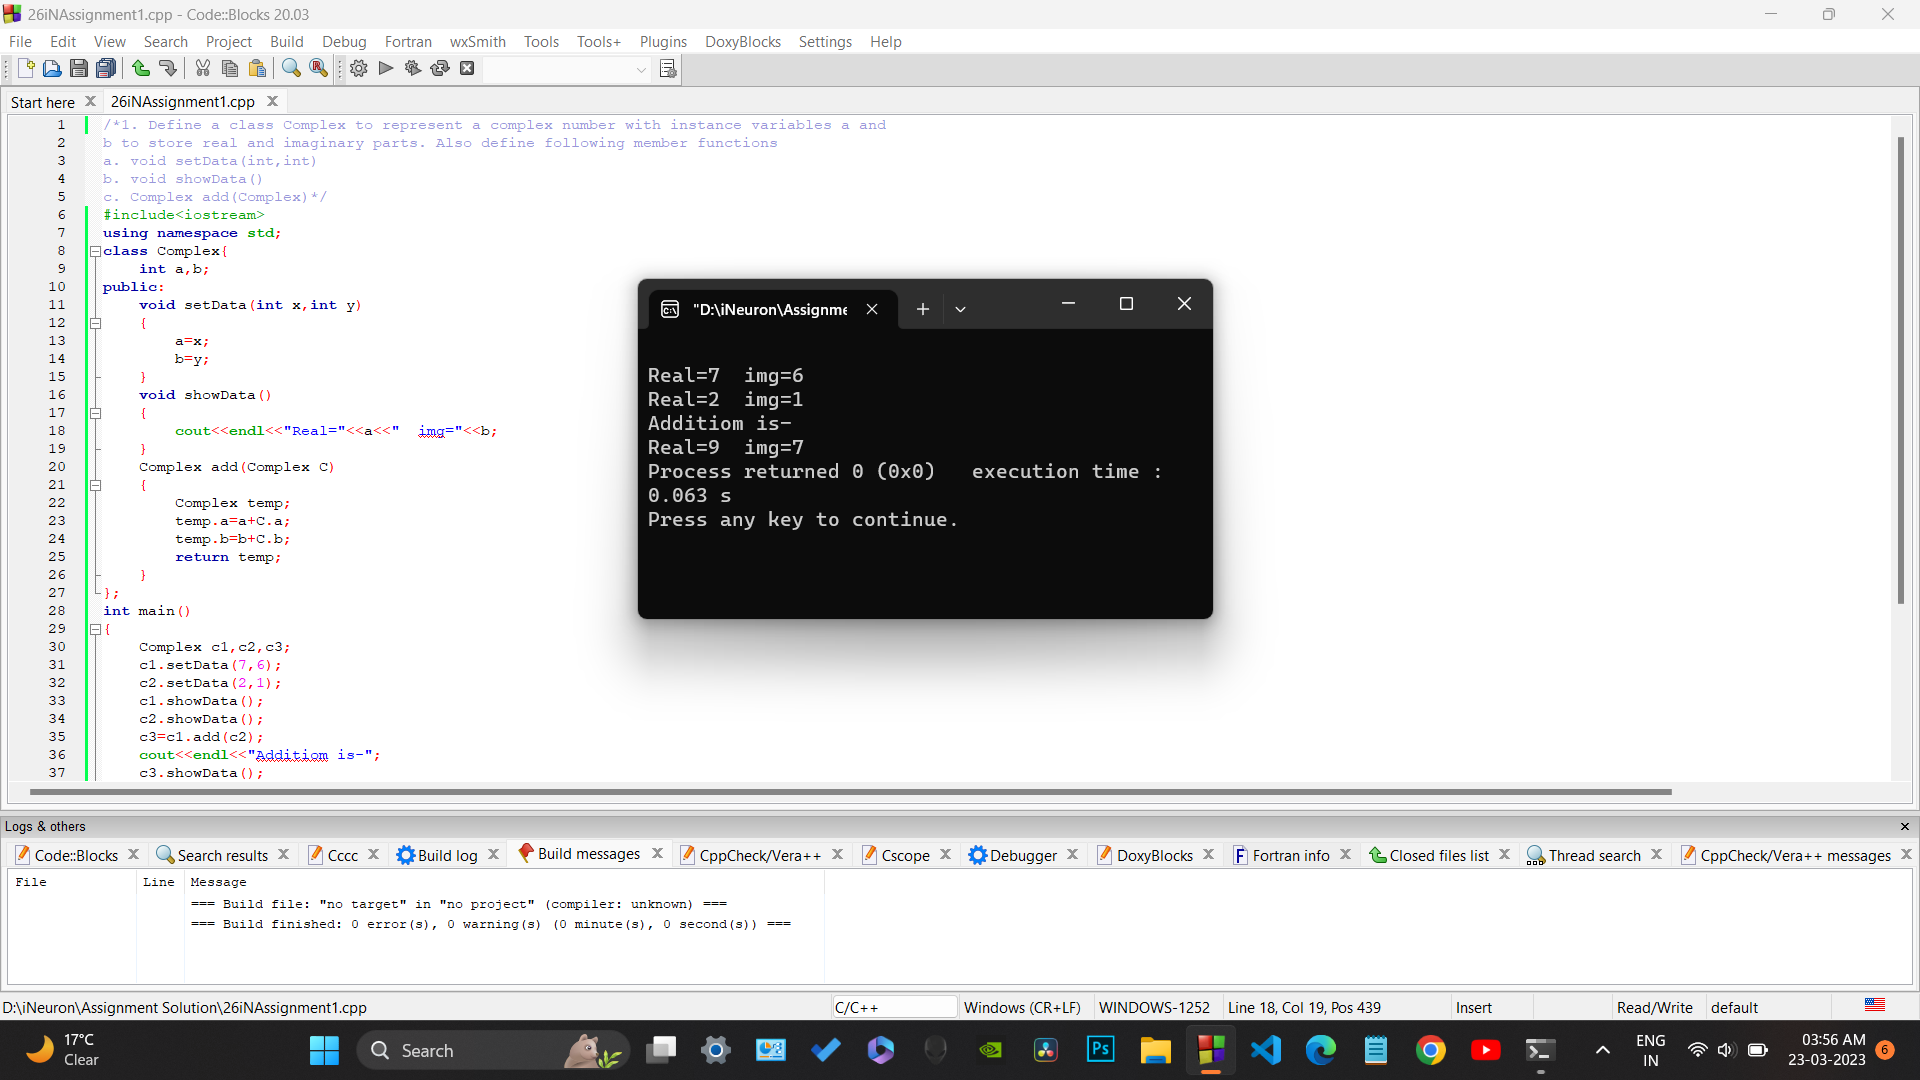 26iNAssignment1.cpp - Code::Blocks 20.03
File Edit View Search Project Build Debug Fortran wxSmith Tools Tools+ Plugins DoxyBlocks Settings Help
Start here 26iNAssignment1.cpp
1 /*1. Define a class Complex to represent a complex number with instance variables a and
2 b to store real and imaginary parts. Also define following member functions
3 a. void setData(int,int)
4 b. void showData()
5 c. Complex add(Complex)*/
6 #include<iostream>
7 using namespace std;
8 class Complex{
9 int a,b;
10 public:
11 void setData(int x,int y)
12 {
13 a=x;
14 b=y;
15 }
16 void showData()
17 {
18 cout<<endl<<"Real="<<a<<"  img="<<b;
19 }
20 Complex add(Complex C)
21 {
22 Complex temp;
23 temp.a=a+C.a;
24 temp.b=b+C.b;
25 return temp;
26 }
27 };
28 int main()
29 {
30 Complex c1,c2,c3;
31 c1.setData(7,6);
32 c2.setData(2,1);
33 c1.showData();
34 c2.showData();
35 c3=c1.add(c2);
36 cout<<endl<<"Additiom is-";
37 c3.showData();
"D:\iNeuron\Assignme
Real=7  img=6
Real=2  img=1
Additiom is-
Real=9  img=7
Process returned 0 (0x0)   execution time :
0.063 s
Press any key to continue.
Logs & others
Code::Blocks Search results Cccc Build log Build messages CppCheck/Vera++ Cscope Debugger DoxyBlocks Fortran info Closed files list Thread search CppCheck/Vera++ messages
File Line Message
=== Build file: "no target" in "no project" (compiler: unknown) ===
=== Build finished: 0 error(s), 0 warning(s) (0 minute(s), 0 second(s)) ===
D:\iNeuron\Assignment Solution\26iNAssignment1.cpp C/C++ Windows (CR+LF) WINDOWS-1252 Line 18, Col 19, Pos 439 Insert Read/Write default
17°C
Clear
Search
Ps
ENG
IN
03:56 AM
23-03-2023
6